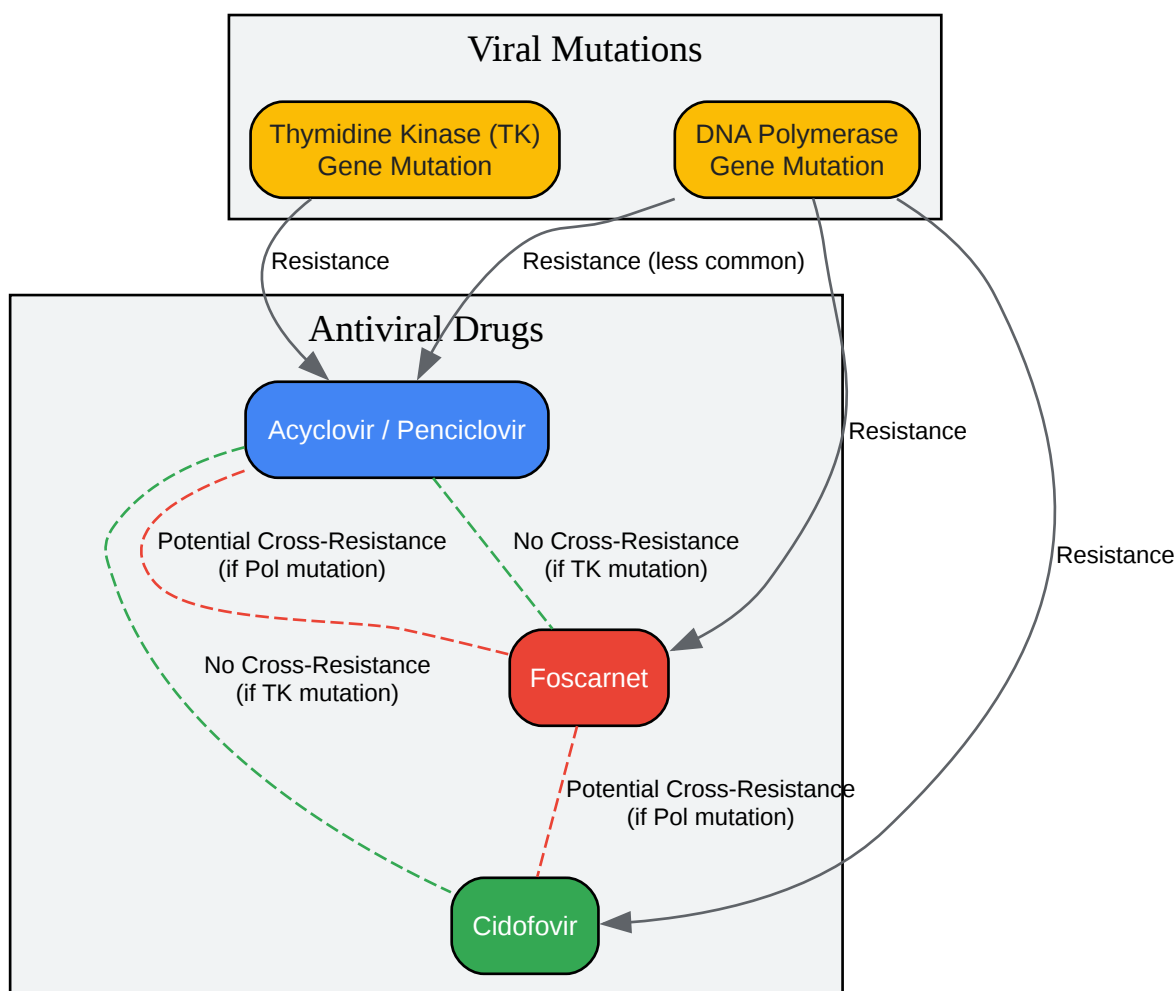 Viral Mutations
Thymidine Kinase (TK)
Gene Mutation
DNA Polymerase
Gene Mutation
Resistance
Resistance (less common)
Antiviral Drugs
Acyclovir / Penciclovir
Resistance
Potential Cross-Resistance
(if Pol mutation)
No Cross-Resistance
(if TK mutation)
Resistance
No Cross-Resistance
(if TK mutation)
Foscarnet
Potential Cross-Resistance
(if Pol mutation)
Cidofovir